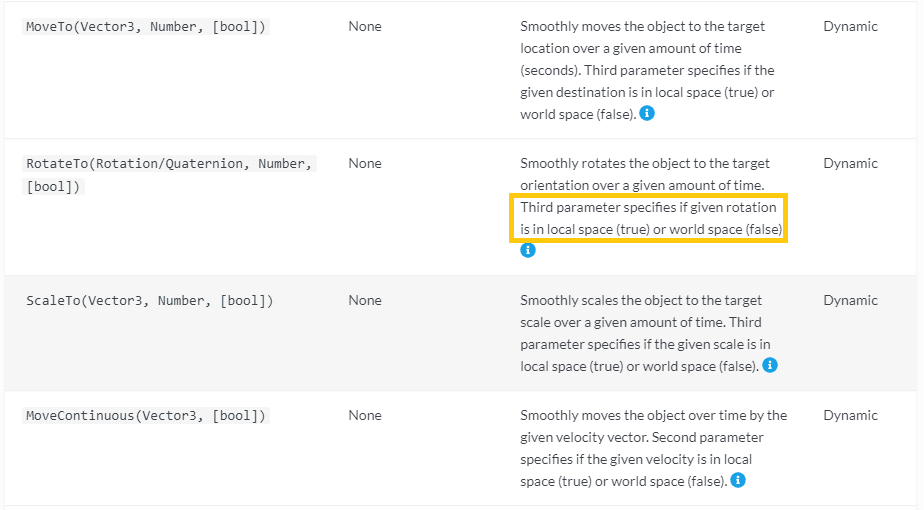 MoveTo(Vector3, Number, [bool])
None
Smoothly moves the object to the target
location over a given amount of time
(seconds). Third parameter specifies if the
given destination is in local space (true) or
world space (false).
Dynamic
RotateTo(Rotation/Quaternion, Number,
[bool])
None
Smoothly rotates the object to the target
orientation over a given amount of time.
Third parameter specifies if given rotation
is in local space (true) or world space (false)
Dynamic
ScaleTo(Vector3, Number, [bool])
None
Smoothly scales the object to the target
scale over a given amount of time. Third
parameter specifies if the given scale is in
local space (true) or world space (false).
Dynamic
MoveContinuous(Vector3, [bool])
None
Smoothly moves the object over time by the
given velocity vector. Second parameter
specifies if the given velocity is in local
space (true) or world space (false).
Dynamic